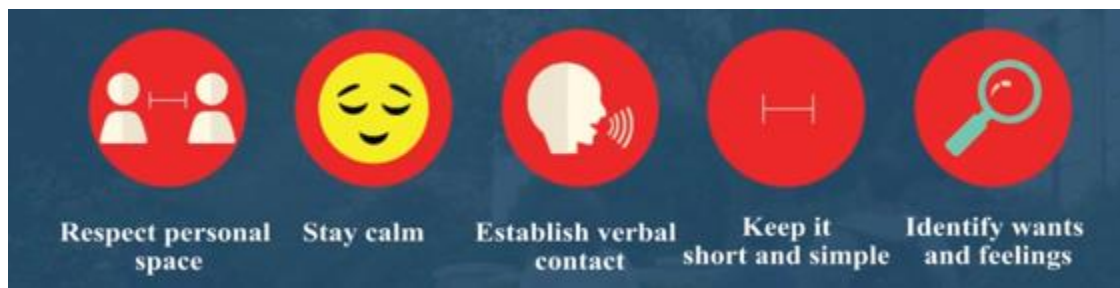 Respect personal
space
Stay calm
Establish verbal
contact
Keep it
short and simple
Identify wants
and feelings